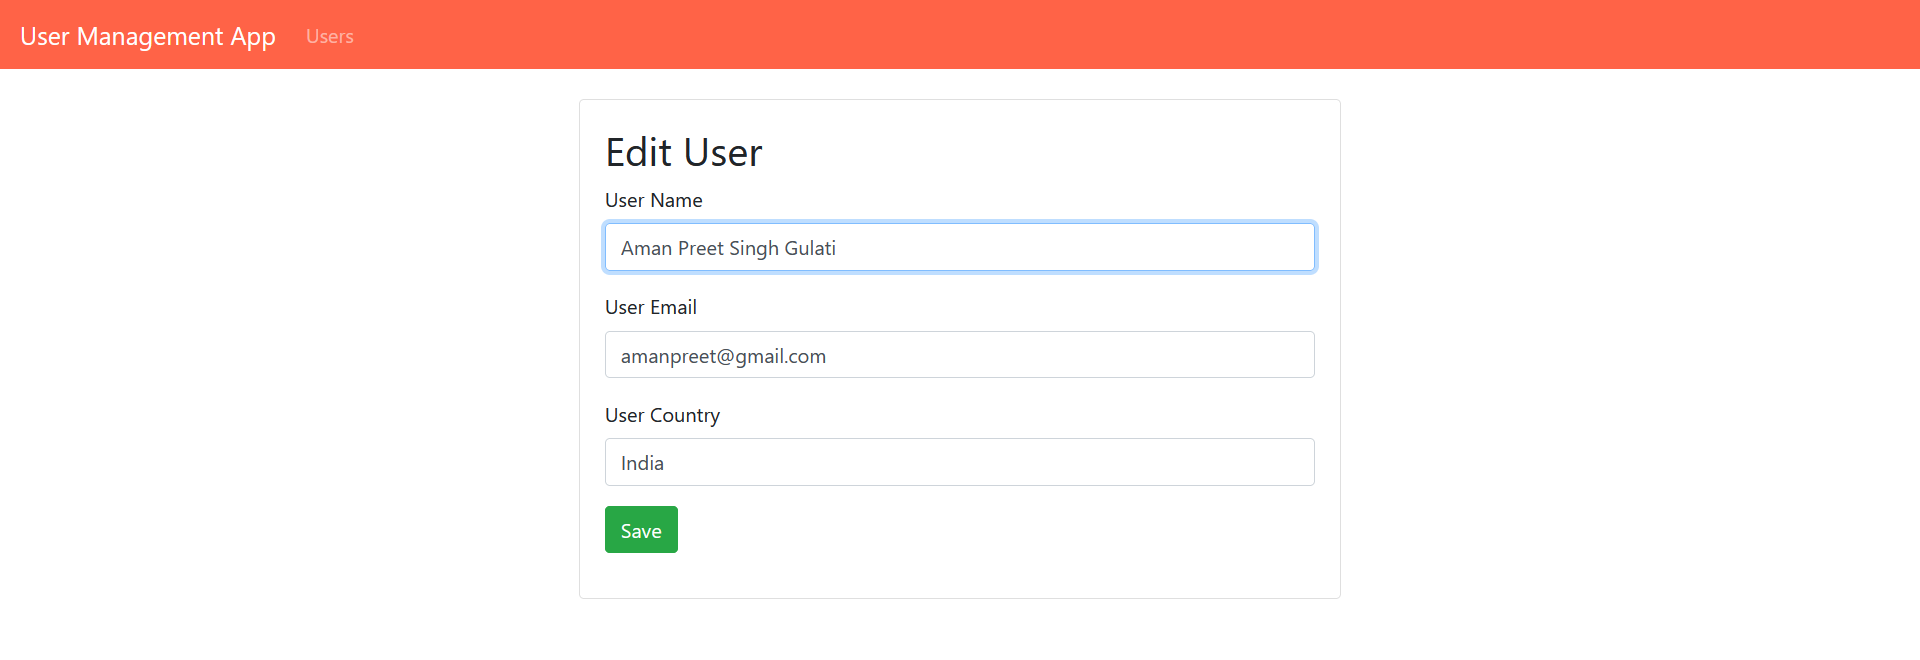 User Management App Users
Edit User
User Name
Aman Preet Singh Gulati
User Email
amanpreet@gmail.com
User Country
India
Save